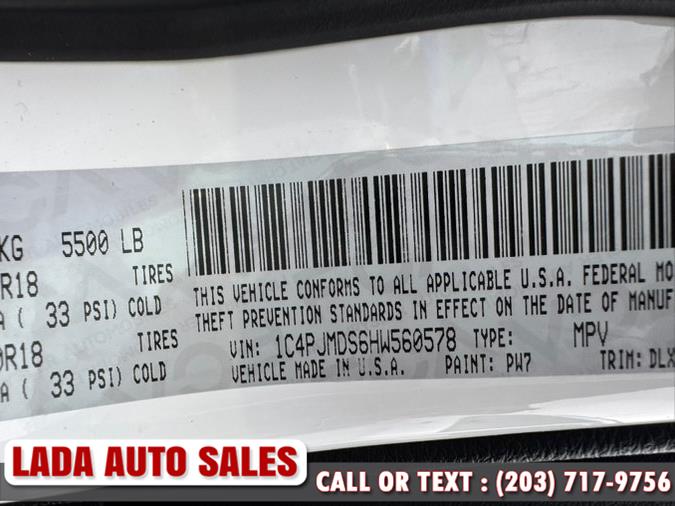 KG 5500 LB
R18 TIRES
( 33 PSI) COLD
R18 TIRES
A ( 33 PSI) COLD
THIS VEHICLE CONFORMS TO ALL APPLICABLE U.S.A. FEDERAL MO
THEFT PREVENTION STANDARDS IN EFFECT ON THE DATE OF MANUF
VIN: 1C4PJMDS6HW560578 TYPE: MPV
VEHICLE MADE IN U.S.A. PAINT: PW7 TRIM: DLX
LADA AUTO SALES
CALL OR TEXT : (203) 717-9756